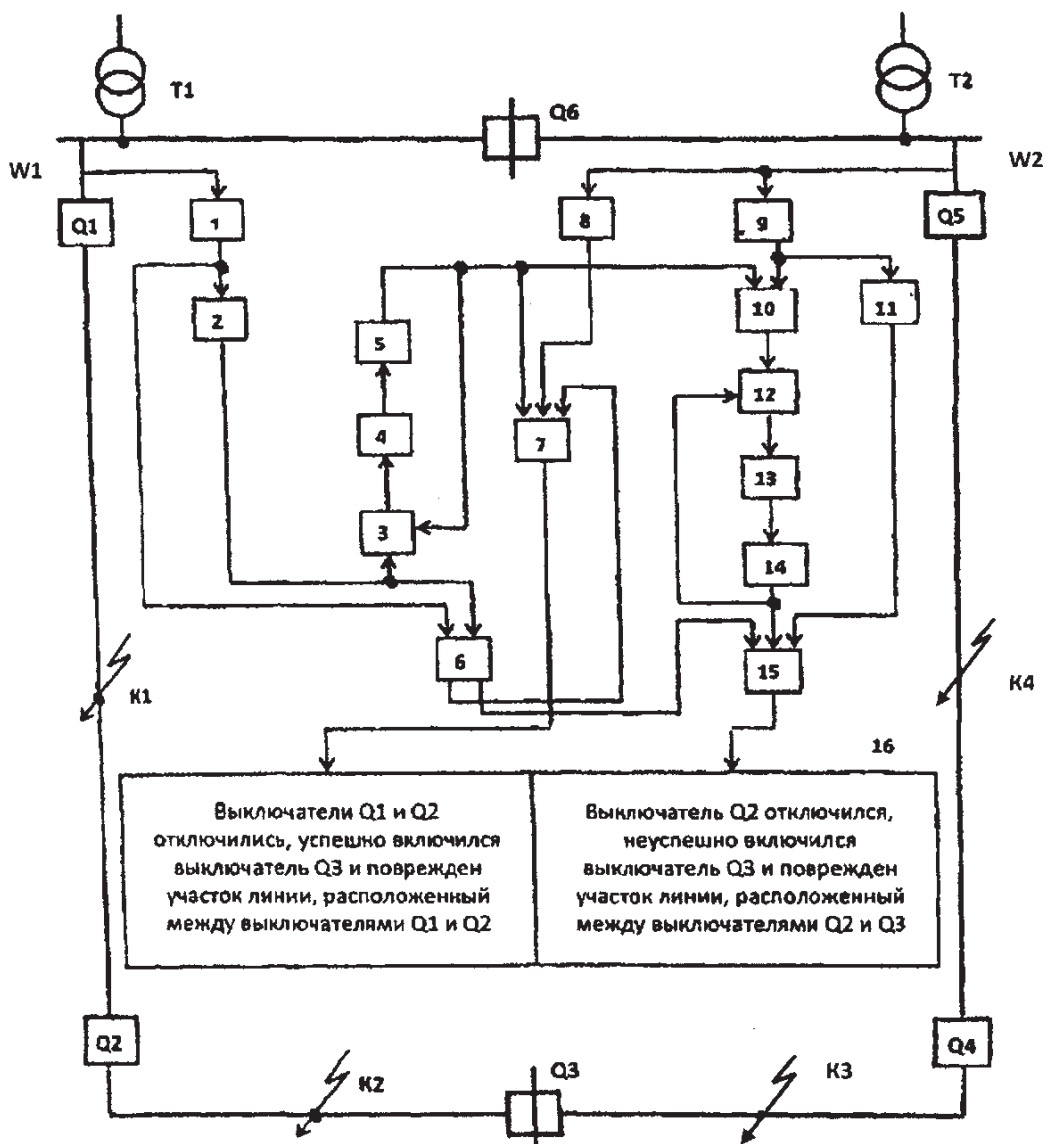 T1
T2
Q6
W1
W2
Q1
1
8
9
Q5
2
5
10
11
4
7
12
3
13
14
6
15
K1
K4
16
Выключатели Q1 и Q2
отключились, успешно включился
выключатель Q3 и поврежден
участок линии, расположенный
между выключателями Q1 и Q2
Выключатель Q2 отключился,
неуспешно включился
выключатель Q3 и поврежден
участок линии, расположенный
между выключателями Q2 и Q3
Q2
K2
Q3
K3
Q4